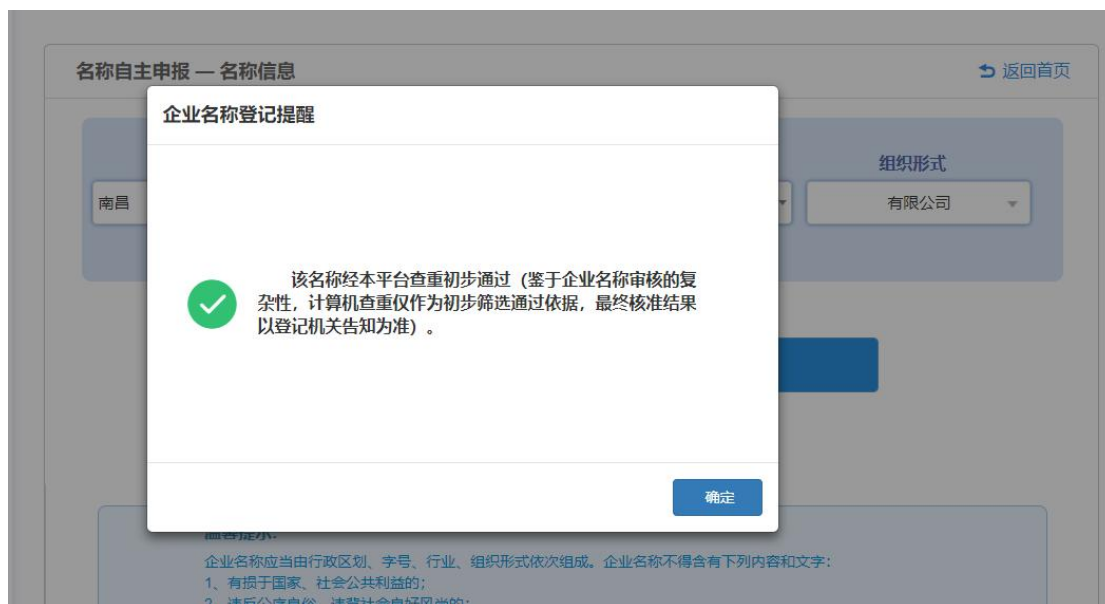 名称自主申报 — 名称信息
返回首页
企业名称登记提醒
组织形式
南昌
有限公司
该名称经本平台查重初步通过（鉴于企业名称审核的复
杂性，计算机查重仅作为初步筛选通过依据，最终核准结果
以登记机关告知为准）。
确定
温馨提示:
企业名称应当由行政区划、字号、行业、组织形式依次组成。企业名称不得含有下列内容和文字:
1、有损于国家、社会公共利益的;